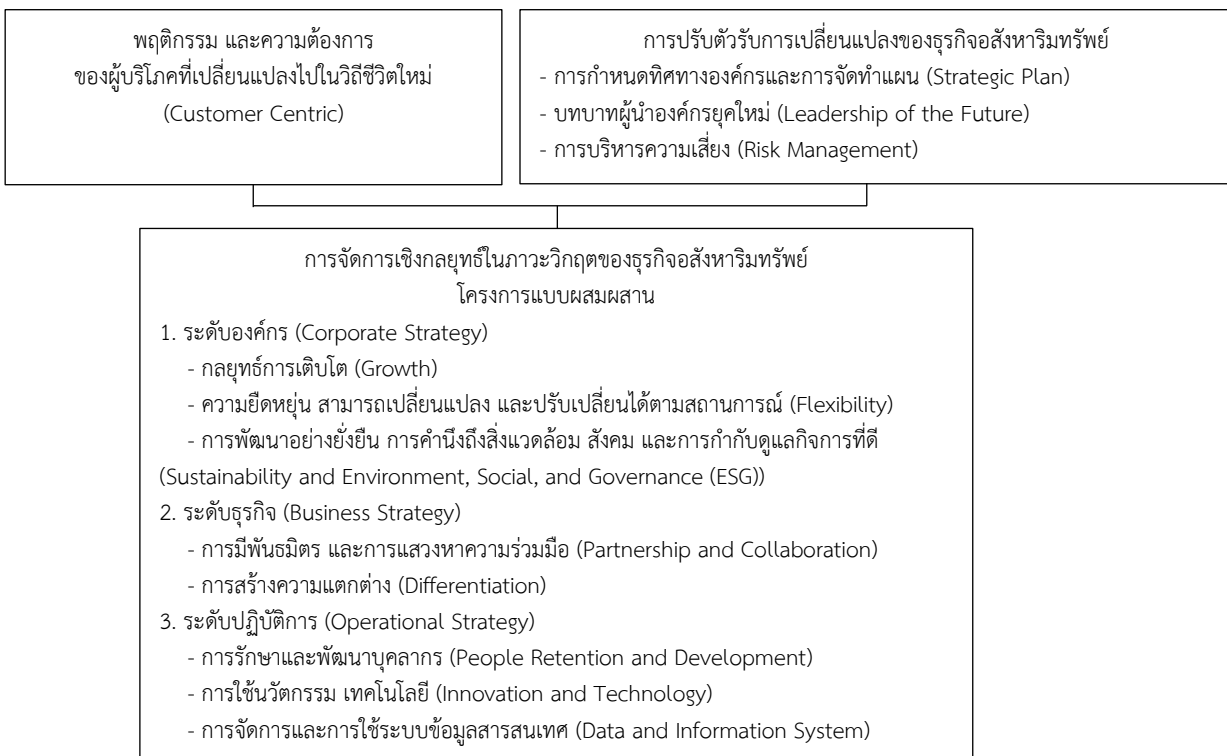 พฤติกรรม และความต้องการ
ของผู้บริโภคที่เปลี่ยนแปลงไปในวิถีชีวิตใหม่
(Customer Centric)
การปรับตัวรับการเปลี่ยนแปลงของธุรกิจอสังหาริมทรัพย์
- การกำหนดทิศทางองค์กรและการจัดทำแผน (Strategic Plan)
- บทบาทผู้นำองค์กรยุคใหม่ (Leadership of the Future)
- การบริหารความเสี่ยง (Risk Management)
การจัดการเชิงกลยุทธ์ในภาวะวิกฤตของธุรกิจอสังหาริมทรัพย์
โครงการแบบผสมผสาน
1. ระดับองค์กร (Corporate Strategy)
- กลยุทธ์การเติบโต (Growth)
- ความยืดหยุ่น สามารถเปลี่ยนแปลง และปรับเปลี่ยนได้ตามสถานการณ์ (Flexibility)
- การพัฒนาอย่างยั่งยืน การคำนึงถึงสิ่งแวดล้อม สังคม และการกำกับดูแลกิจการที่ดี
(Sustainability and Environment, Social, and Governance (ESG))
2. ระดับธุรกิจ (Business Strategy)
- การมีพันธมิตร และการแสวงหาความร่วมมือ (Partnership and Collaboration)
- การสร้างความแตกต่าง (Differentiation)
3. ระดับปฏิบัติการ (Operational Strategy)
- การรักษาและพัฒนาบุคลากร (People Retention and Development)
- การใช้นวัตกรรม เทคโนโลยี (Innovation and Technology)
- การจัดการและการใช้ระบบข้อมูลสารสนเทศ (Data and Information System)